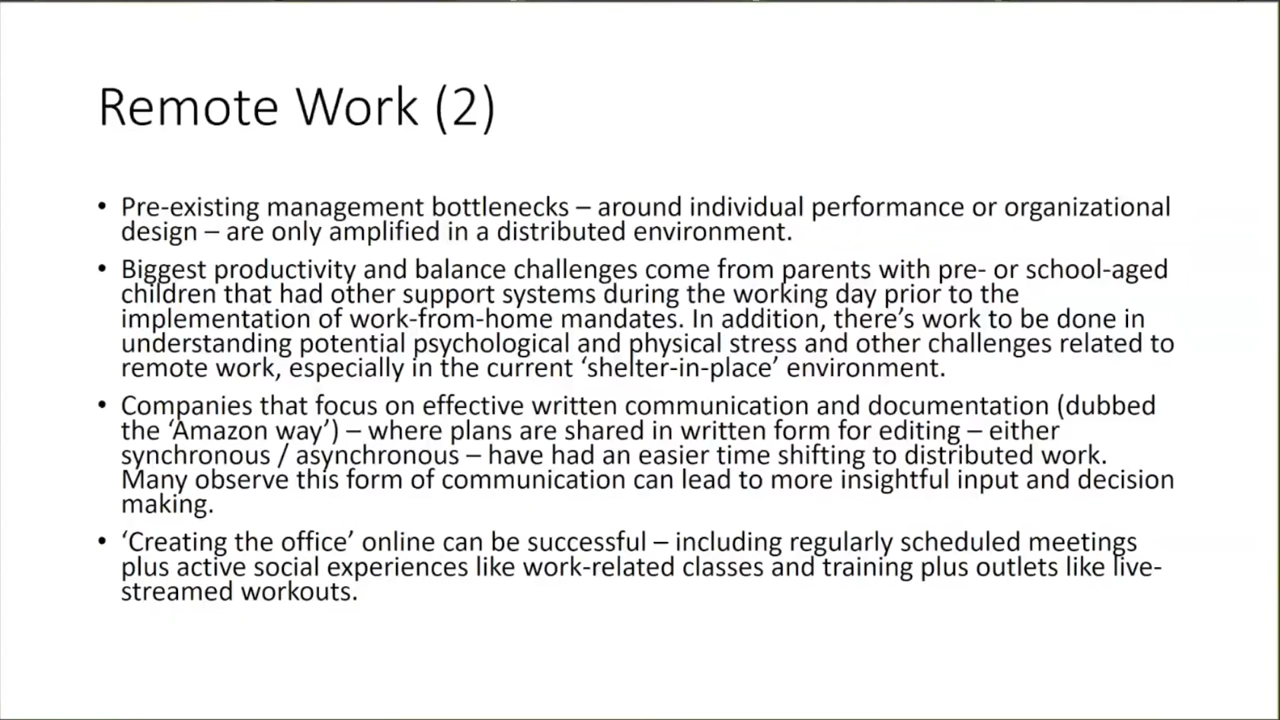 Remote Work (2)
• Pre-existing management bottlenecks – around individual performance or organizational
design – are only amplified in a distributed environment.
• Biggest productivity and balance challenges come from parents with pre- or school-aged
children that had other support systems during the working day prior to the
implementation of work-from-home mandates. In addition, there’s work to be done in
understanding potential psychological and physical stress and other challenges related to
remote work, especially in the current ‘shelter-in-place’ environment.
• Companies that focus on effective written communication and documentation (dubbed
the ‘Amazon way’) – where plans are shared in written form for editing – either
synchronous / asynchronous – have had an easier time shifting to distributed work.
Many observe this form of communication can lead to more insightful input and decision
making.
• ‘Creating the office’ online can be successful – including regularly scheduled meetings
plus active social experiences like work-related classes and training plus outlets like live-
streamed workouts.